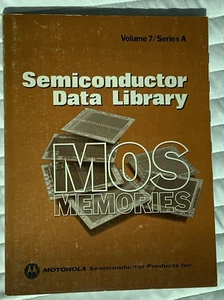 Volume 7/Series A
Semiconductor
Data Library
MOS
MEMORIES
MOTOROLA Semiconductor Products Inc.